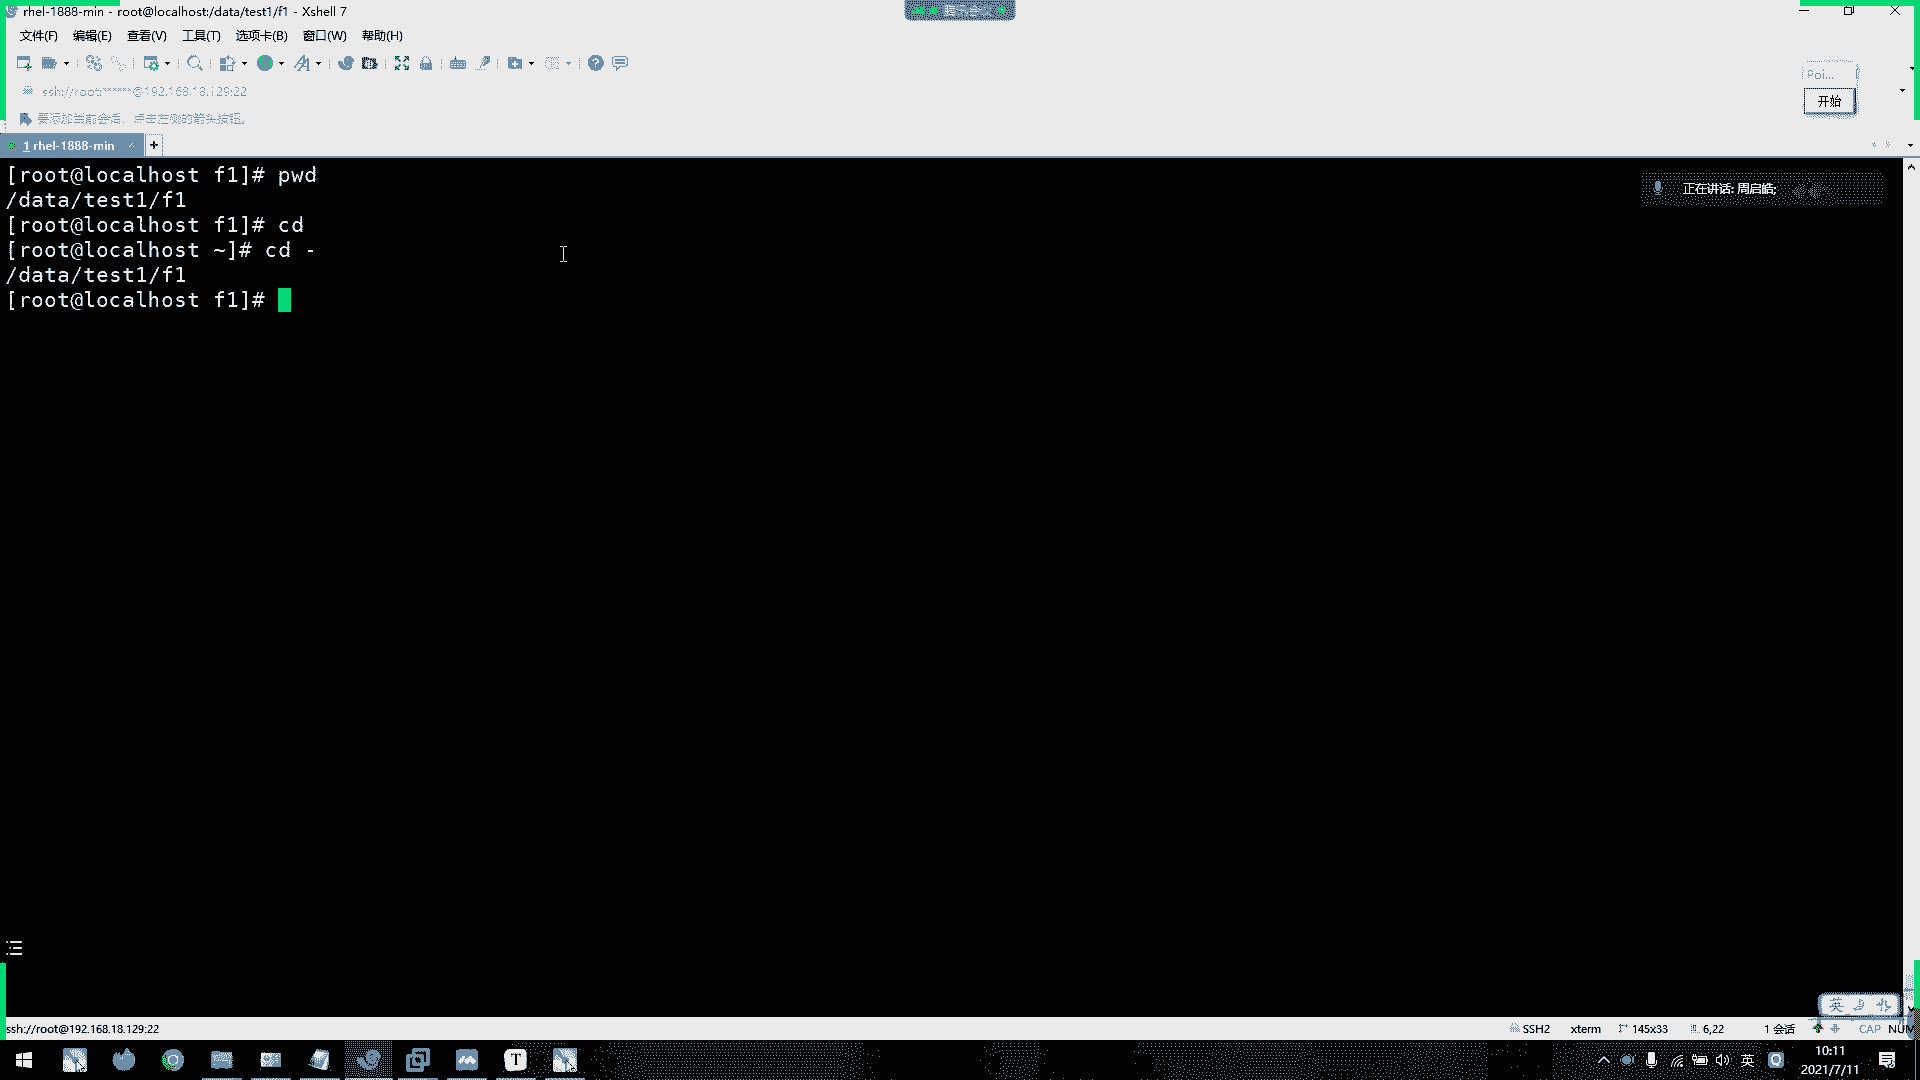 rhel-1888-min - root@localhost:/data/test1/f1 - Xshell 7
文件(F) 编辑(E) 查看(V) 工具(T) 选项卡(B) 窗口(W) 帮助(H)
Poi...
ssh://root:******@192.168.18.129:22
开始
要添加当前会话，点击左侧的箭头按钮。
1 rhel-1888-min
[root@localhost f1]# pwd
正在讲话: 周启皓;
/data/test1/f1
[root@localhost f1]# cd
[root@localhost ~]# cd -
/data/test1/f1
[root@localhost f1]#
英
ssh://root@192.168.18.129:22 SSH2 xterm 145x33 6,22 1 会话 CAP NUM
T
英
10:11
2021/7/11